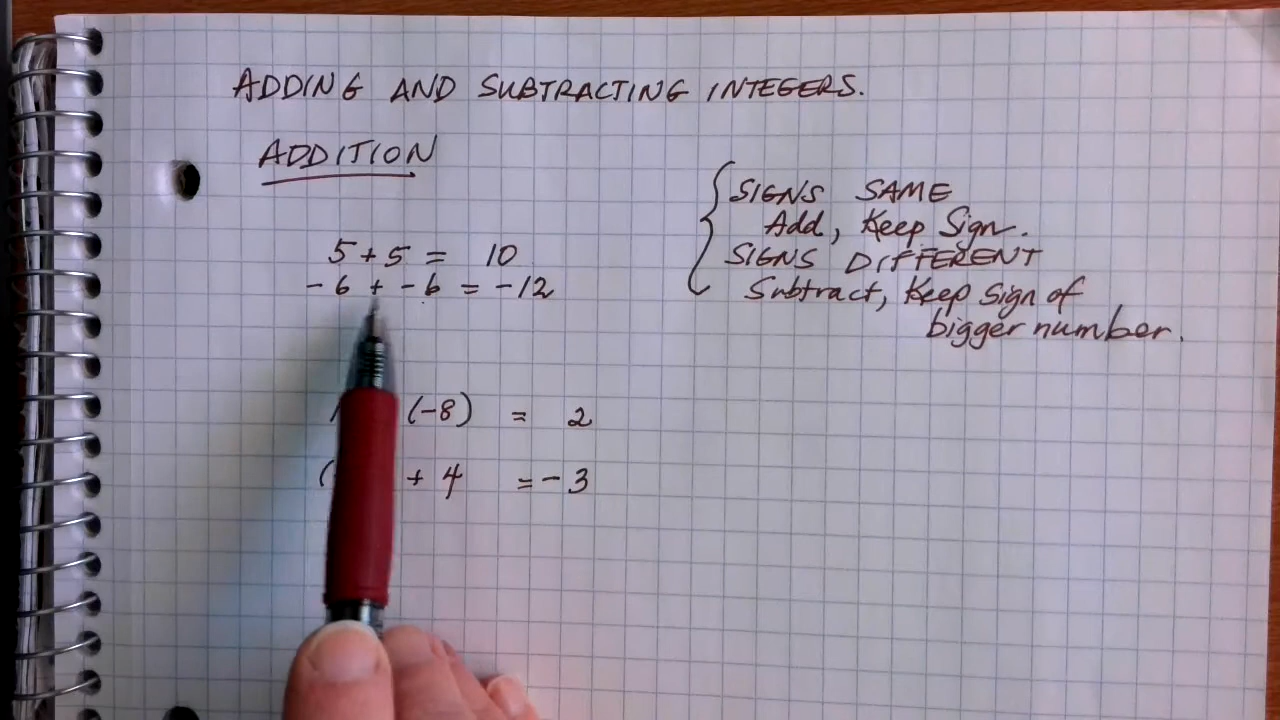 ADDING AND SUBTRACTING INTEGERS.
ADDITION
5 + 5 = 10
- 6 + - 6 = - 12
(-8) = 2
( + 4 = - 3
SIGNS SAME
Add, Keep Sign.
SIGNS DIFFERENT
Subtract, Keep Sign of
bigger number.